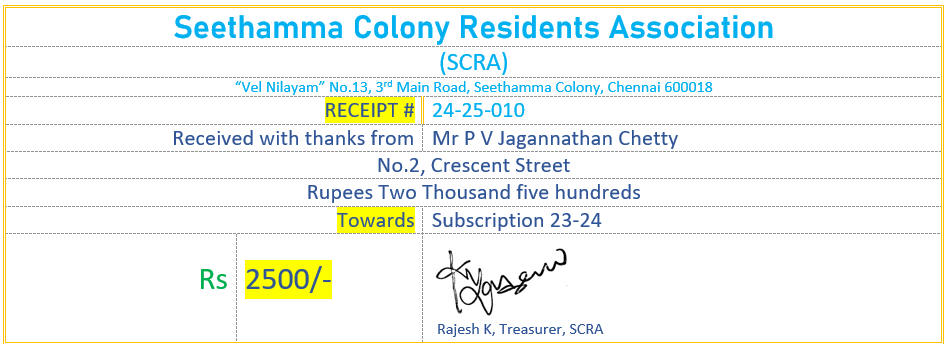 Seethamma Colony Residents Association
(SCRA)
“Vel Nilayam” No.13, 3rd Main Road, Seethamma Colony, Chennai 600018
RECEIPT # 24-25-010
Received with thanks from Mr P V Jagannathan Chetty
No.2, Crescent Street
Rupees Two Thousand five hundreds
Towards Subscription 23-24
Rs 2500/-
Rajesh K, Treasurer, SCRA